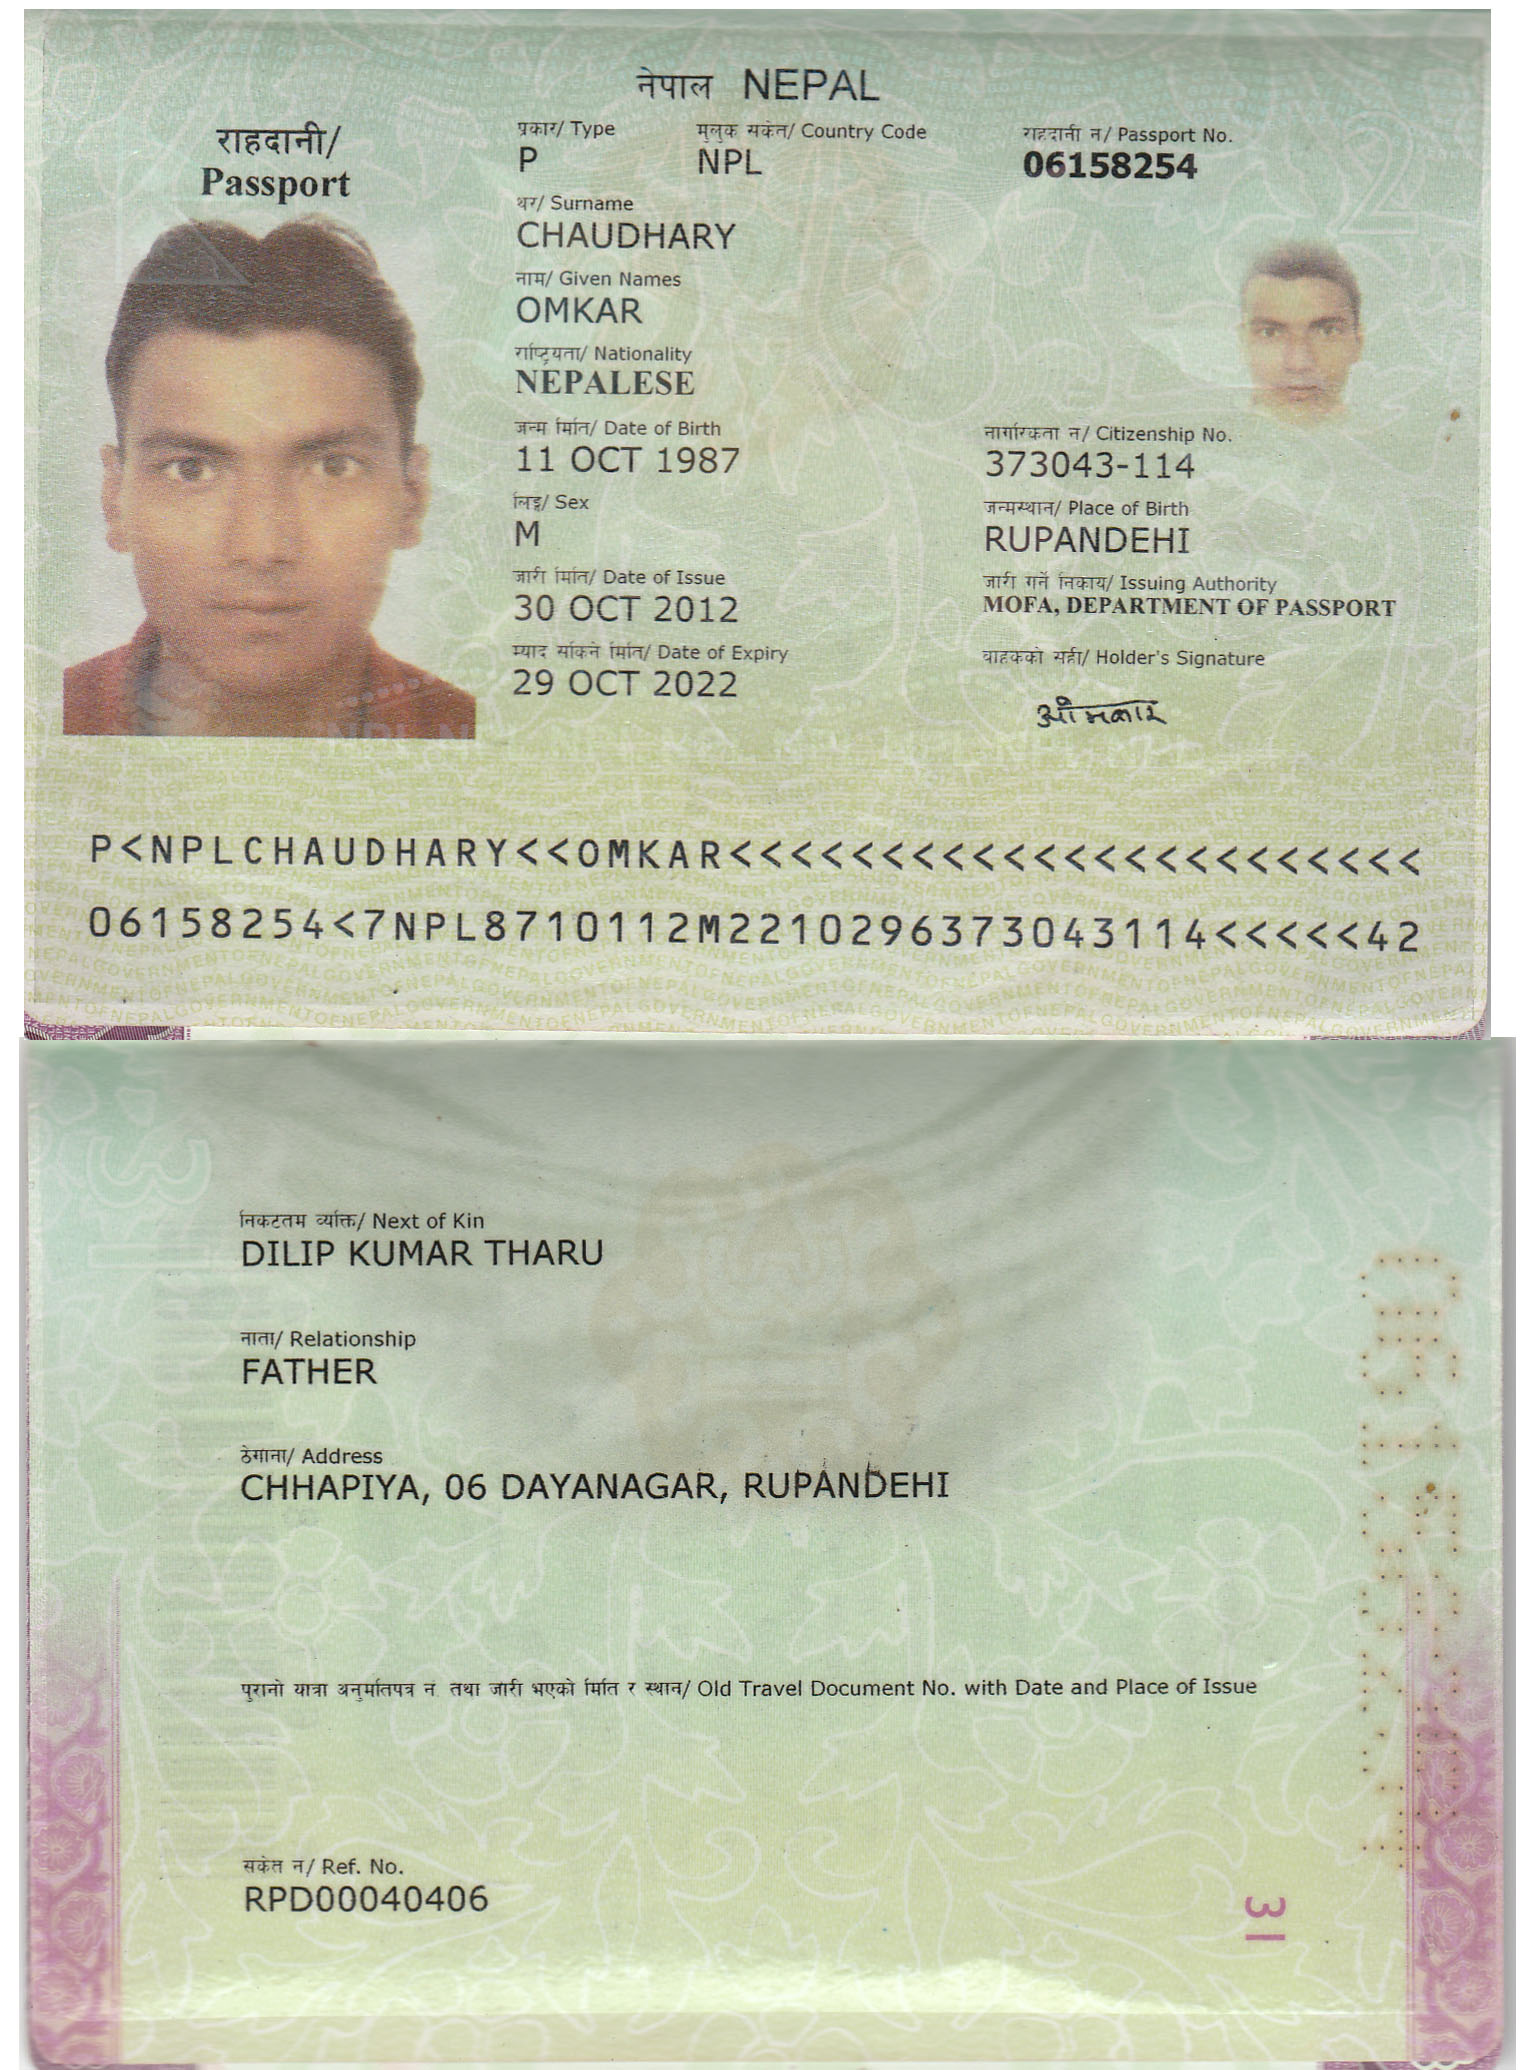 नेपाल NEPAL
राहदानी/
Passport
प्रकार/ Type
P
मुलुक सकेत/ Country Code
NPL
राहदानी न/ Passport No.
06158254
थर/ Surname
CHAUDHARY
नाम/ Given Names
OMKAR
राष्ट्रियता/ Nationality
NEPALESE
जन्म मिति/ Date of Birth
11 OCT 1987
नागरिकता न/ Citizenship No.
373043-114
लिङ्ग/ Sex
M
जन्मस्थान/ Place of Birth
RUPANDEHI
जारी मिति/ Date of Issue
30 OCT 2012
जारी गर्ने निकाय/ Issuing Authority
MOFA, DEPARTMENT OF PASSPORT
म्याद सकिने मिति/ Date of Expiry
29 OCT 2022
वाहकको सही/ Holder's Signature
ओमकार
P<NPLCHAUDHARY<<OMKAR<<<<<<<<<<<<<<<<<<<<<<<
06158254<7NPL8710112M2210296373043114<<<<<42
निकटतम व्यक्ति/ Next of Kin
DILIP KUMAR THARU
नाता/ Relationship
FATHER
ठेगाना/ Address
CHHAPIYA, 06 DAYANAGAR, RUPANDEHI
पुरानो यात्रा अनुमतिपत्र न तथा जारी भएको मिति र स्थान/ Old Travel Document No. with Date and Place of Issue
सकेत न/ Ref. No.
RPD00040406
31